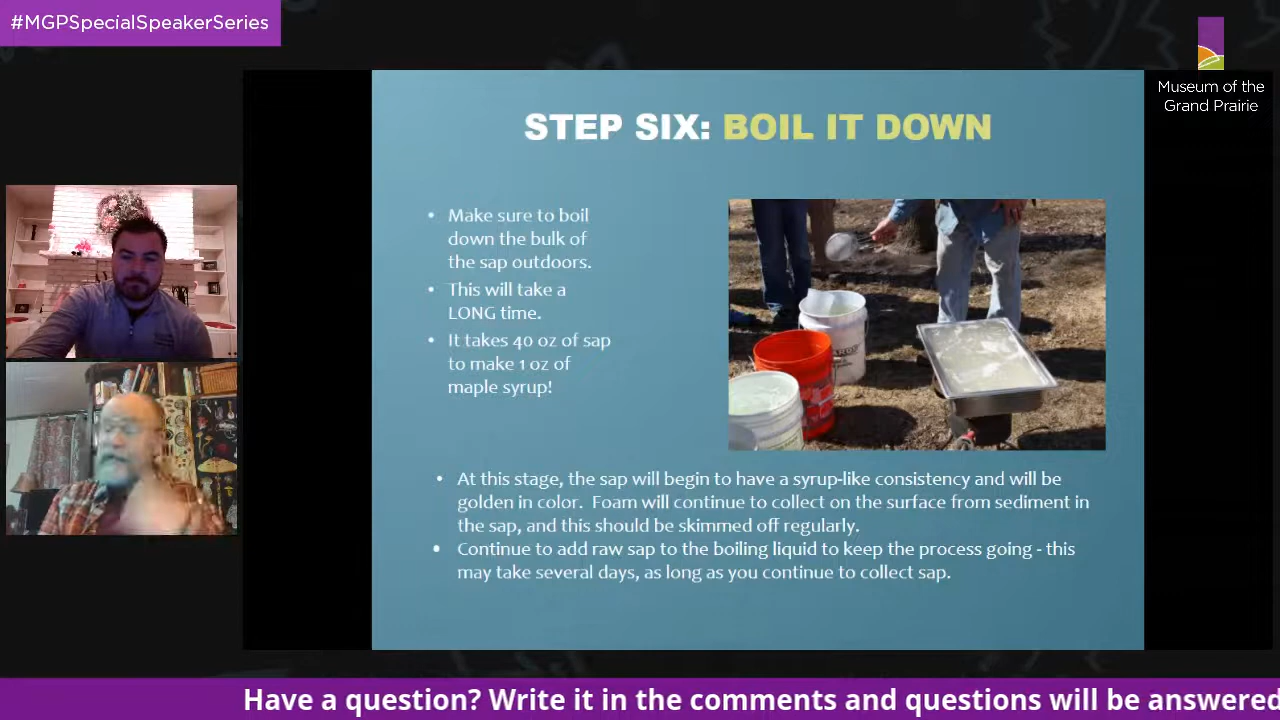 #MGPSpecialSpeakerSeries
Museum of the
Grand Prairie
STEP SIX: BOIL IT DOWN
• Make sure to boil
down the bulk of
the sap outdoors.
• This will take a
LONG time.
• It takes 40 oz of sap
to make 1 oz of
maple syrup!
• At this stage, the sap will begin to have a syrup-like consistency and will be
golden in color. Foam will continue to collect on the surface from sediment in
the sap, and this should be skimmed off regularly.
• Continue to add raw sap to the boiling liquid to keep the process going - this
may take several days, as long as you continue to collect sap.
Have a question? Write it in the comments and questions will be answered